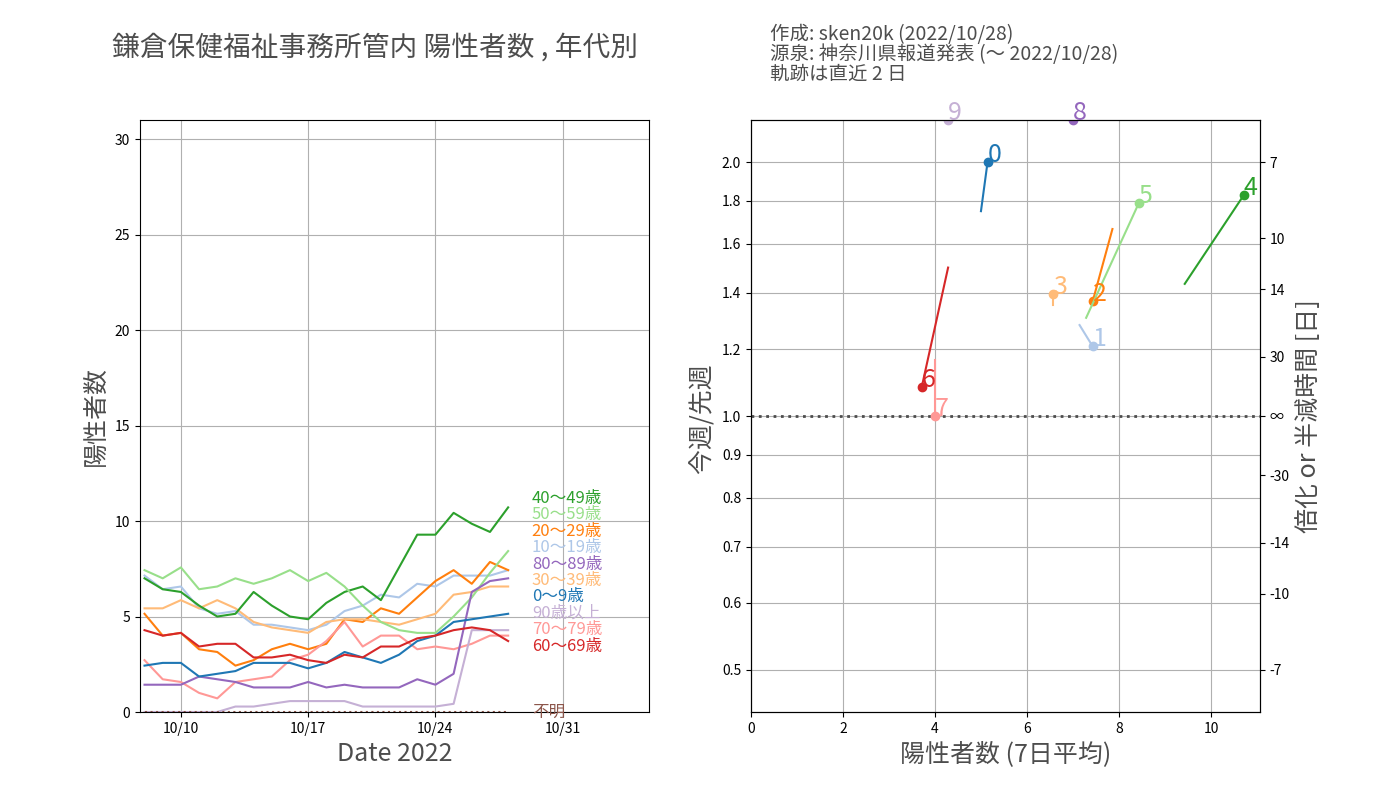 鎌倉保健福祉事務所管内 陽性者数 , 年代別
作成: sken20k (2022/10/28)
源泉: 神奈川県報道発表 (〜 2022/10/28)
軌跡は直近 2 日
陽性者数
30
25
20
15
10
5
0
10/10
10/17
10/24
10/31
Date 2022
40〜49歳
50〜59歳
20〜29歳
10〜19歳
80〜89歳
30〜39歳
0〜9歳
90歳以上
70〜79歳
60〜69歳
不明
今週/先週
2.0
1.8
1.6
1.4
1.2
1.0
0.9
0.8
0.7
0.6
0.5
9
8
0
5
4
3
2
1
6
7
0
2
4
6
8
10
陽性者数 (7日平均)
7
10
14
30
∞
-30
-14
-10
-7
倍化 or 半減時間 [日]